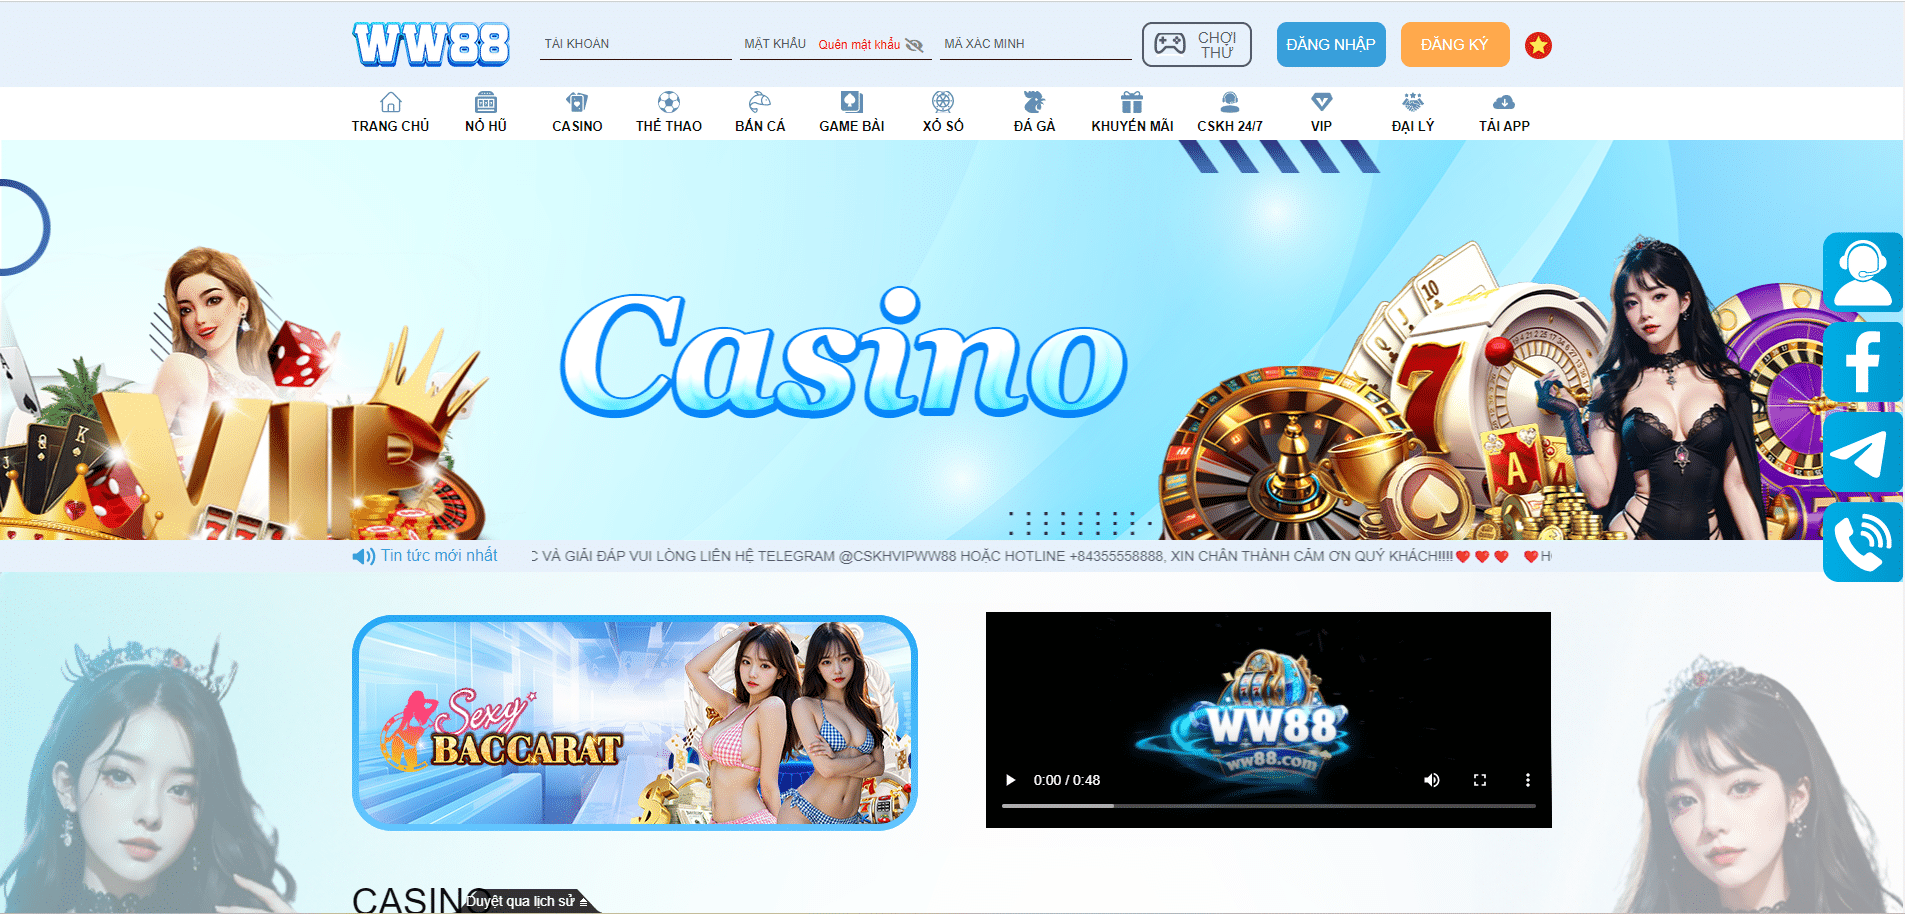 WW88
TÀI KHOẢN
MẬT KHẨU
Quên mật khẩu
MÃ XÁC MINH
CHƠI
THỬ
ĐĂNG NHẬP
ĐĂNG KÝ
TRANG CHỦ
NỔ HŨ
CASINO
THỂ THAO
BẮN CÁ
GAME BÀI
XỔ SỐ
ĐÁ GÀ
KHUYẾN MÃI
CSKH 24/7
VIP
ĐẠI LÝ
TẢI APP
Casino
VIP
Tin tức mới nhất
C VÀ GIẢI ĐÁP VUI LÒNG LIÊN HỆ TELEGRAM @CSKHVIPWW88 HOẶC HOTLINE +84355558888, XIN CHÂN THÀNH CẢM ƠN QUÝ KHÁCH!!!!❤️❤️❤️ ❤️H
Sexy
BACCARAT
WW88
ww88.com
0:00 / 0:48
CASINO
Duyệt qua lịch sử